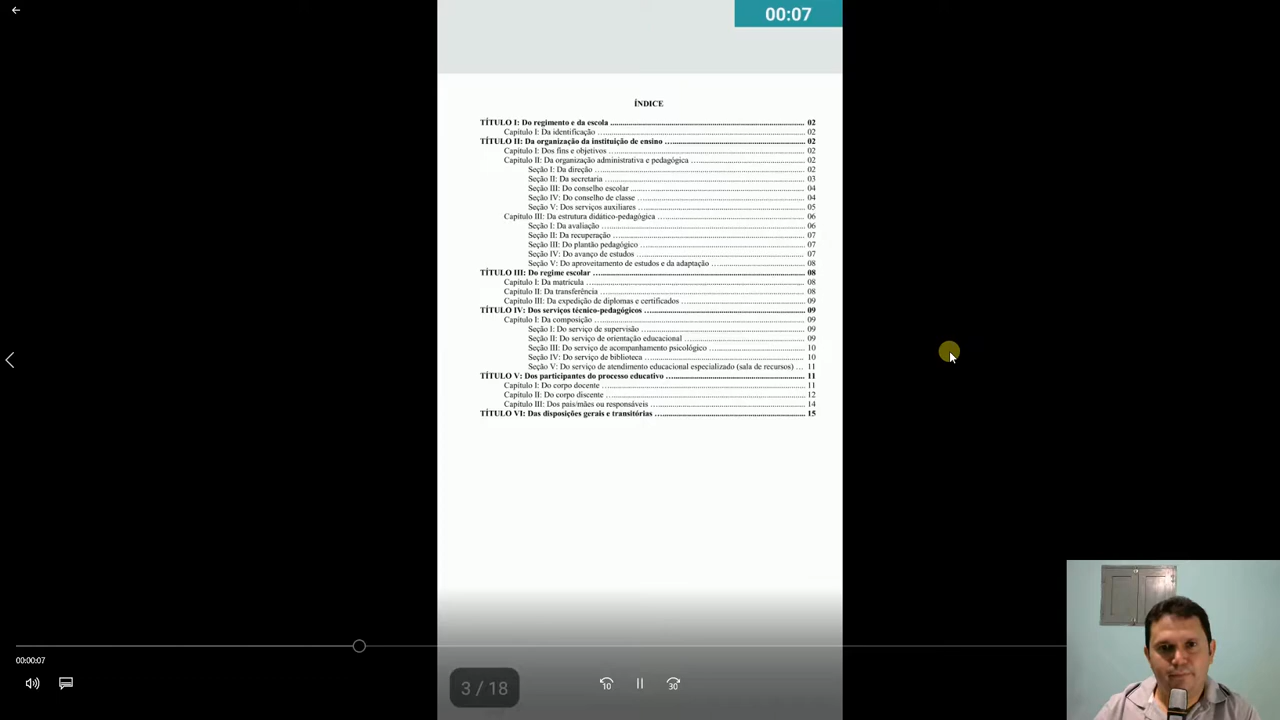 00:07
ÍNDICE
TÍTULO I: Do regimento e da escola ... 02
Capítulo I: Da identificação ... 02
TÍTULO II: Da organização da instituição de ensino ... 02
Capítulo I: Dos fins e objetivos ... 02
Capítulo II: Da organização administrativa e pedagógica ... 02
Seção I: Da direção ... 02
Seção II: Da secretaria ... 03
Seção III: Do conselho escolar ... 04
Seção IV: Do conselho de classe ... 04
Seção V: Dos serviços auxiliares ... 05
Capítulo III: Da estrutura didático-pedagógica ... 06
Seção I: Da avaliação ... 06
Seção II: Da recuperação ... 07
Seção III: Do plantão pedagógico ... 07
Seção IV: Do avanço de estudos ... 07
Seção V: Do aproveitamento de estudos e da adaptação ... 08
TÍTULO III: Do regime escolar ... 08
Capítulo I: Da matrícula ... 08
Capítulo II: Da transferência ... 08
Capítulo III: Da expedição de diplomas e certificados ... 09
TÍTULO IV: Dos serviços técnico-pedagógicos ... 09
Capítulo I: Da composição ... 09
Seção I: Do serviço de supervisão ... 09
Seção II: Do serviço de orientação educacional ... 09
Seção III: Do serviço de acompanhamento psicológico ... 10
Seção IV: Do serviço de biblioteca ... 10
Seção V: Do serviço de atendimento educacional especializado (sala de recursos) ... 11
TÍTULO V: Dos participantes do processo educativo ... 11
Capítulo I: Do corpo docente ... 11
Capítulo II: Do corpo discente ... 12
Capítulo III: Dos pais/mães ou responsáveis ... 14
TÍTULO VI: Das disposições gerais e transitórias ... 15
00:00:07
3 / 18
10
30